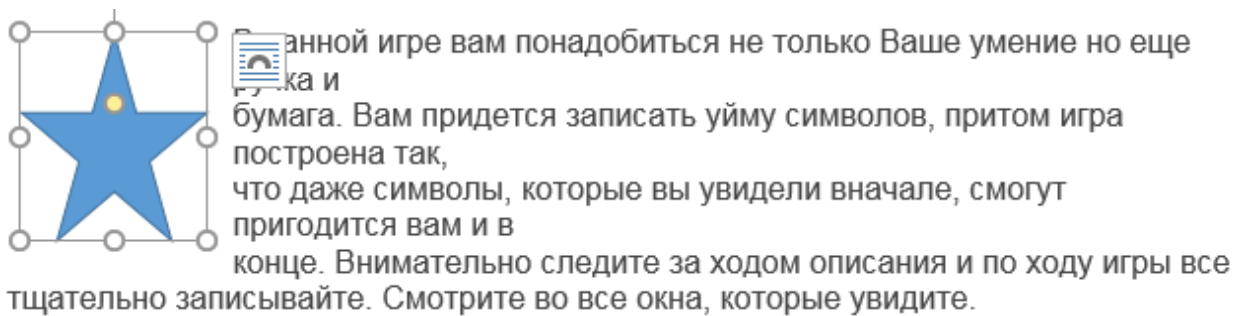 анной игре вам понадобиться не только Ваше умение но еще
и
бумага. Вам придется записать уйму символов, притом игра
построена так,
что даже символы, которые вы увидели вначале, смогут
пригодится вам и в
конце. Внимательно следите за ходом описания и по ходу игры все
тщательно записывайте. Смотрите во все окна, которые увидите.